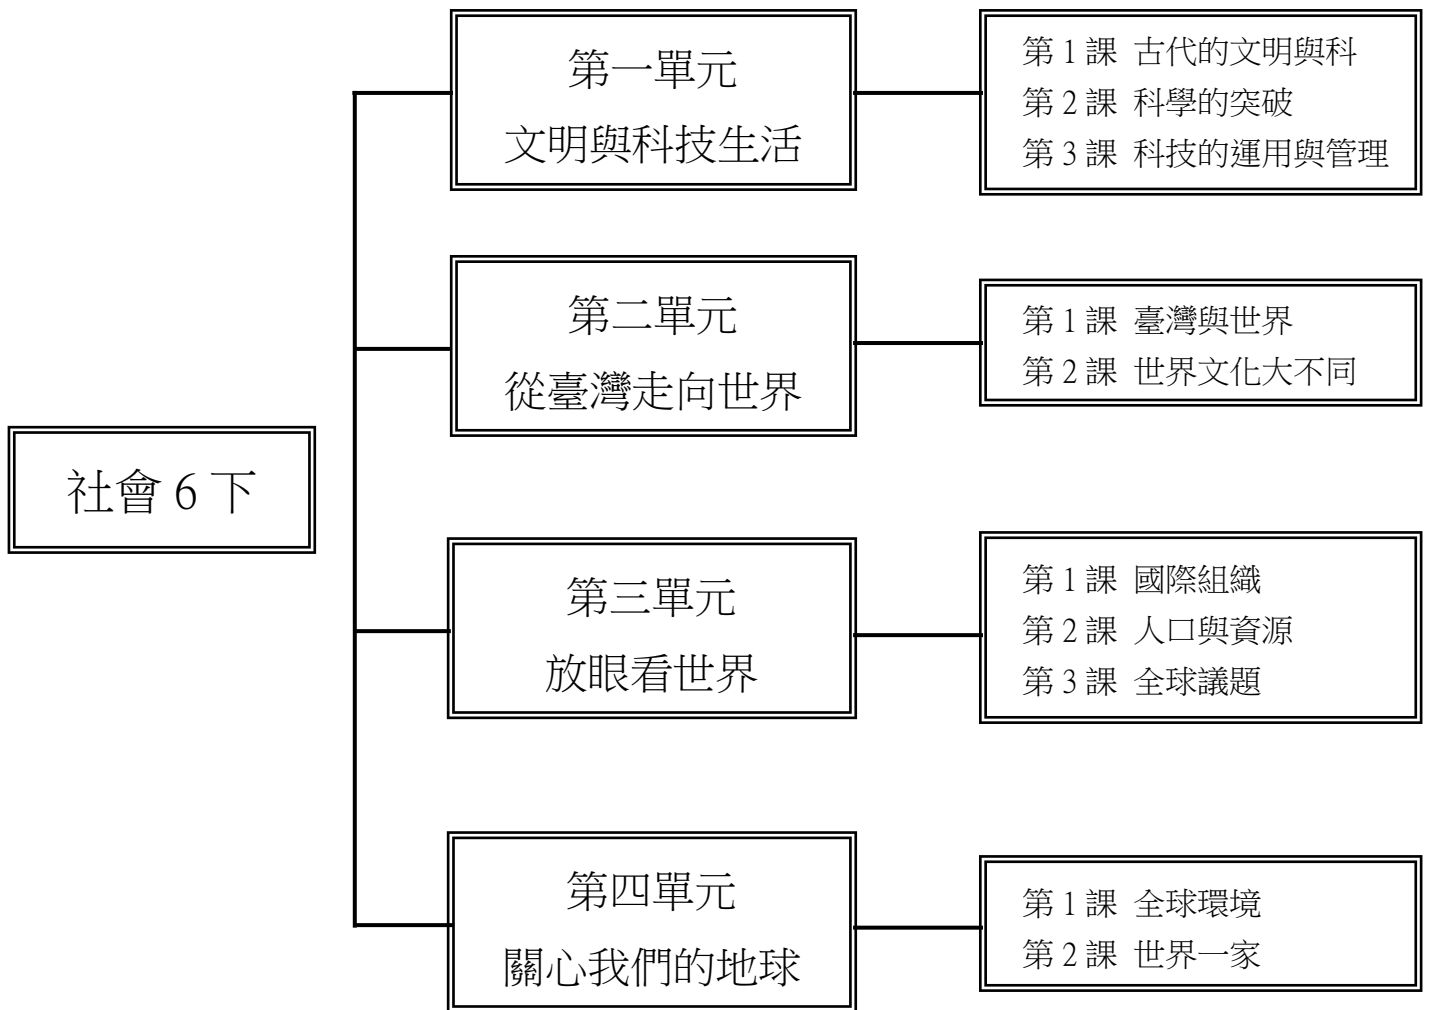 社會 6 下
第一單元
文明與科技生活
第 1 課 古代的文明與科
第 2 課 科學的突破
第 3 課 科技的運用與管理
第二單元
從臺灣走向世界
第 1 課 臺灣與世界
第 2 課 世界文化大不同
第三單元
放眼看世界
第 1 課 國際組織
第 2 課 人口與資源
第 3 課 全球議題
第四單元
關心我們的地球
第 1 課 全球環境
第 2 課 世界一家